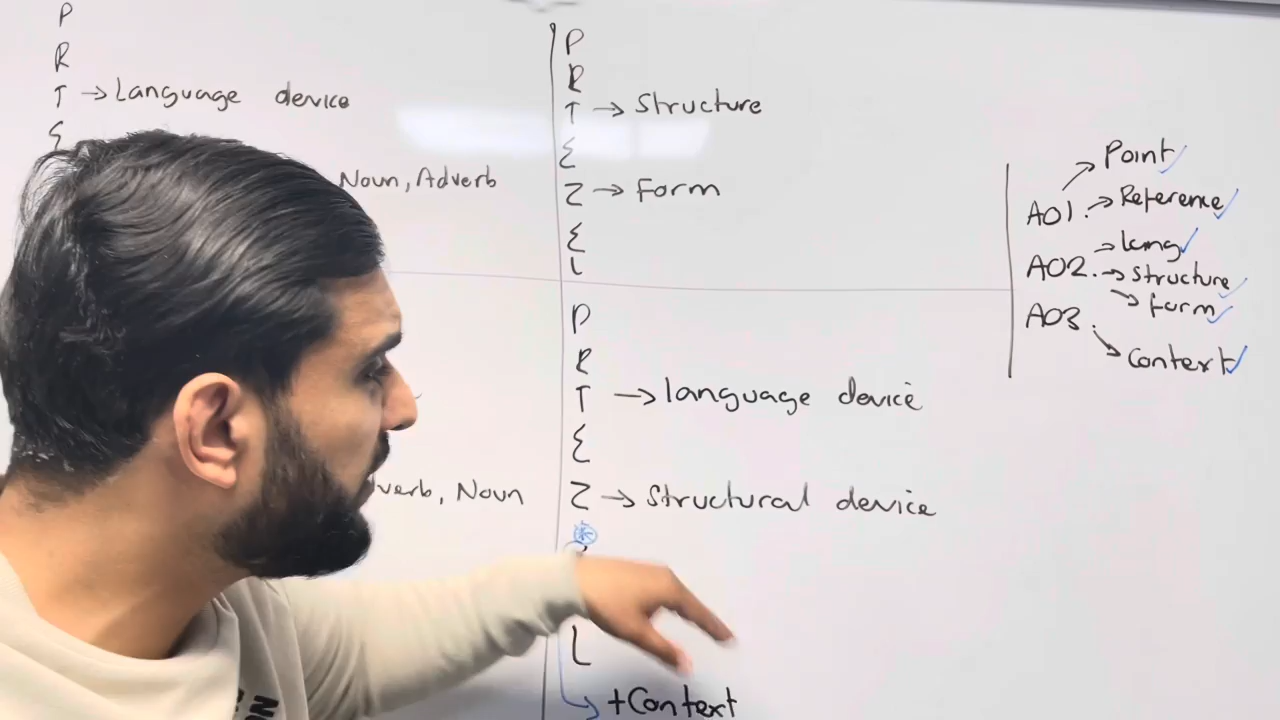 P
R
T → Language device
E
Noun, Adverb
P
R
T → Structure
E
Z → Form
E
L
verb, Noun
P
R
T → language device
E
Z → Structural device
L
+Context
Point ✓
AO1. → Reference ✓
→ lang ✓
AO2. → Structure ✓
→ form ✓
AO3.
→ Context ✓